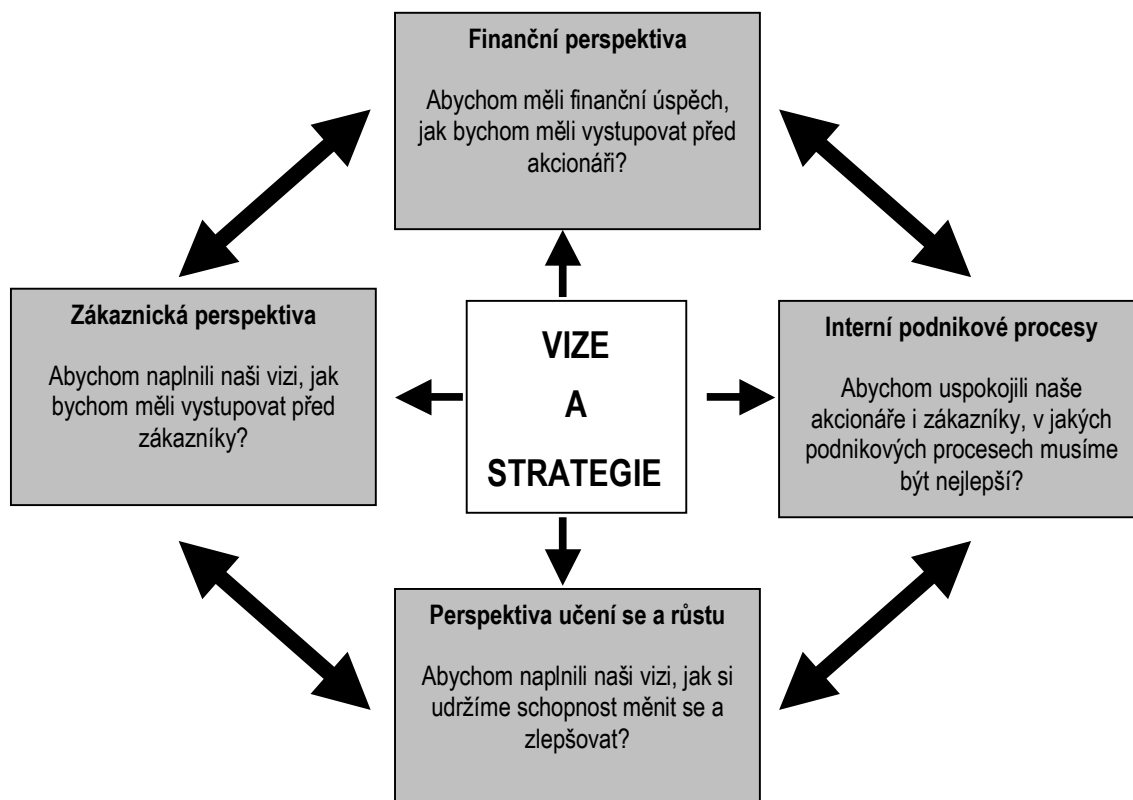 Finanční perspektiva
Abychom měli finanční úspěch,
jak bychom měli vystupovat před
akcionáři?
Zákaznická perspektiva
Abychom naplnili naši vizi, jak
bychom měli vystupovat před
zákazníky?
VIZE
A
STRATEGIE
Interní podnikové procesy
Abychom uspokojili naše
akcionáře i zákazníky, v jakých
podnikových procesech musíme
být nejlepší?
Perspektiva učení se a růstu
Abychom naplnili naši vizi, jak si
udržíme schopnost měnit se a
zlepšovat?